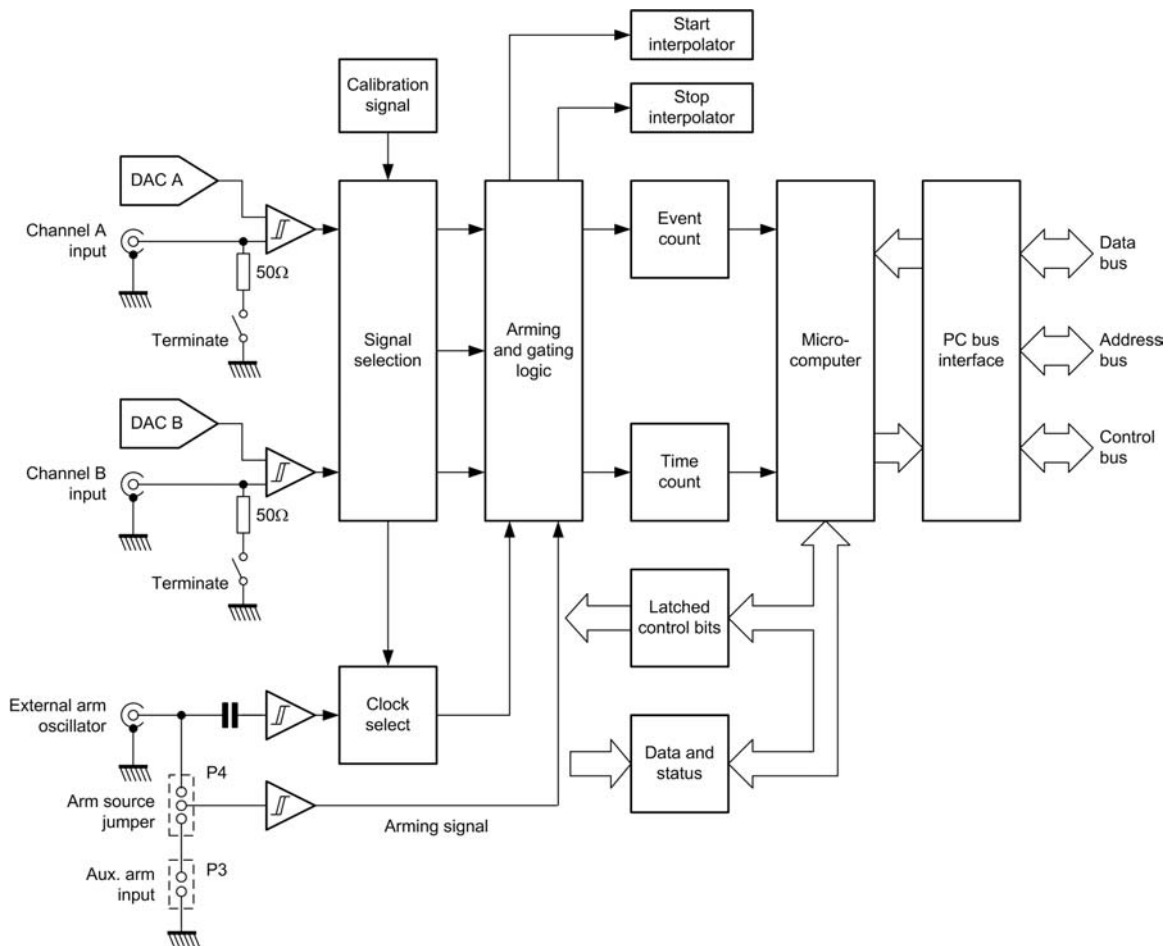 Start
interpolator
Calibration
signal
Stop
interpolator
DAC A
Channel A
input
50Ω
Terminate
Signal
selection
Arming
and gating
logic
Event
count
Micro-
computer
PC bus
interface
Data
bus
Address
bus
Control
bus
DAC B
Channel B
input
50Ω
Terminate
Time
count
Latched
control bits
External arm
oscillator
Clock
select
Data and
status
P4
Arm source
jumper
Arming signal
P3
Aux. arm
input